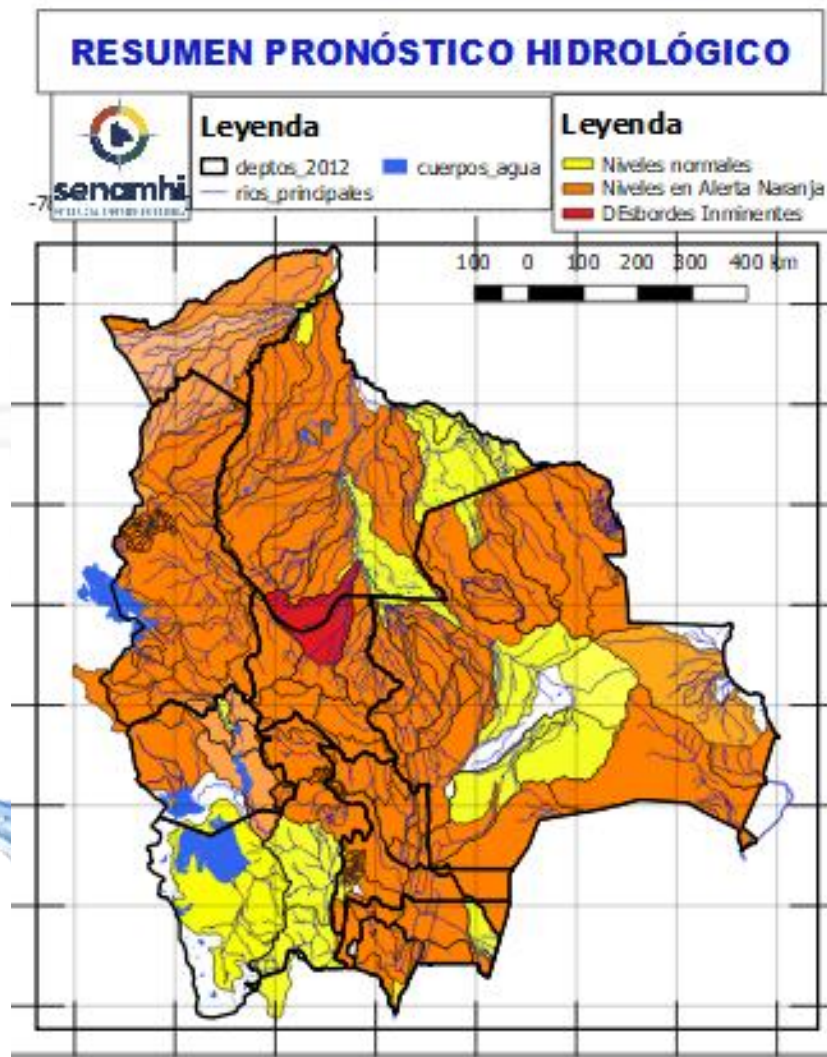 RESUMEN PRONÓSTICO HIDROLÓGICO
senamhi
Leyenda
deptos_2012
cuerpos_agua
rios_principales
Leyenda
Niveles normales
Niveles en Alerta Naranja
DEsbordes Inminentes
100 0 100 200 300 400 km